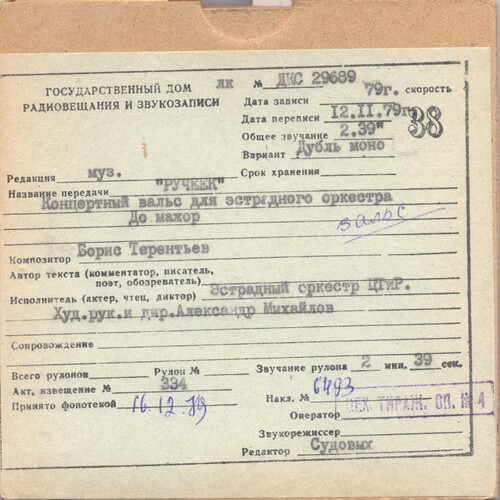 ГОСУДАРСТВЕННЫЙ ДОМ
РАДИОВЕЩАНИЯ И ЗВУКОЗАПИСИ
лк № ДМС 29689
79г. скорость
Дата записи
Дата переписи 12.II.79г.
38
Общее звучание 2.39"
Вариант Дубль моно
Редакция муз.
Срок хранения
Название передачи "РУЧЕЕК"
Концертный вальс для эстрадного оркестра
До мажор
вальс
Композитор Борис Терентьев
Автор текста (комментатор, писатель,
поэт, обозреватель)
Исполнитель (актер, чтец, диктор) Эстрадный оркестр ЦТиР.
Худ.рук.и дир.Александр Михайлов
Сопровождение
Всего рулонов Рулон № Звучание рулона 2 мин. 39 сек.
Акт, извещение № 334
Накл. № 6493
Принято фонотекой 16.12.79
ЦЕХ ТИРАЖ. ОП. № 4
Оператор
Звукорежиссер
Редактор Судовых